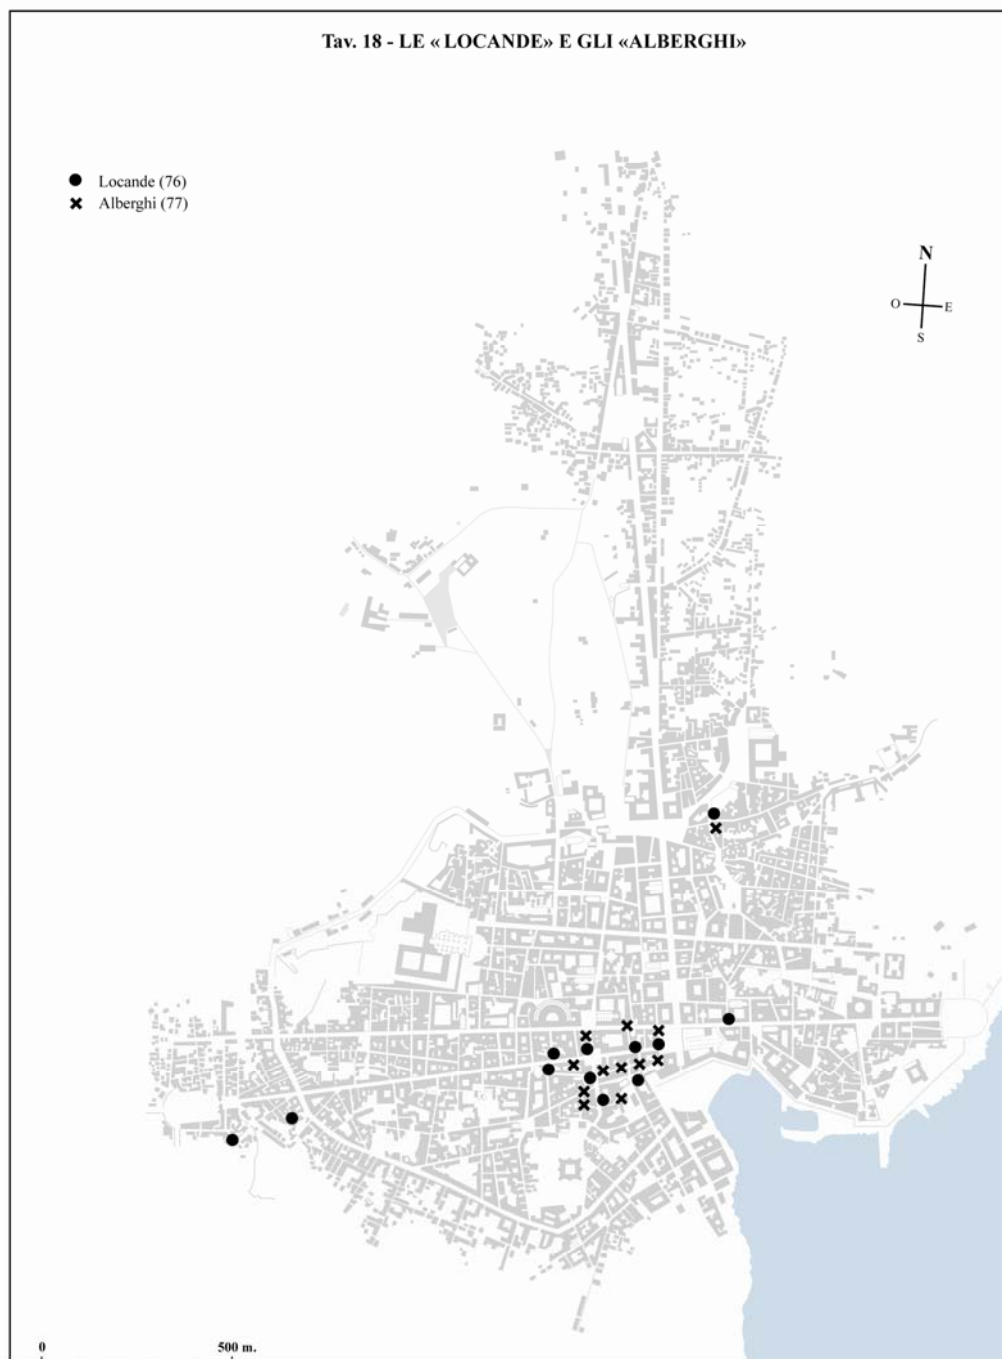 Tav. 18 - LE «LOCANDE» E GLI «ALBERGHI»
Locande (76)
Alberghi (77)
N
O E
S
0 500 m.